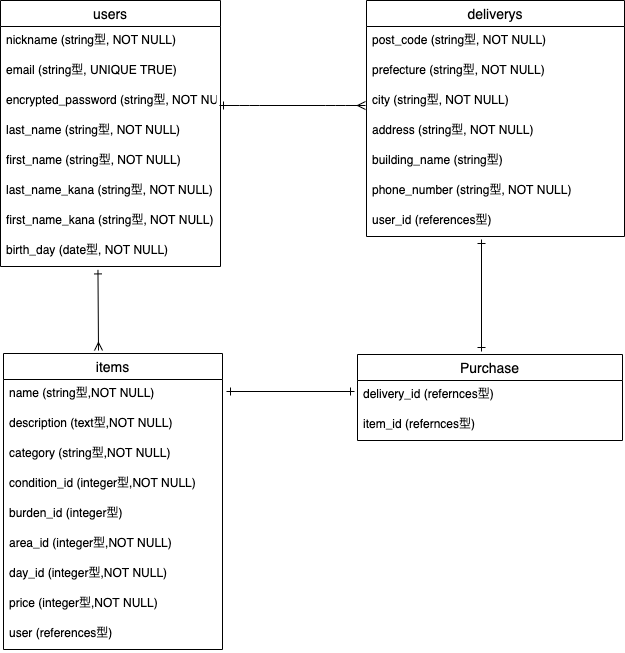 users
nickname (string型, NOT NULL)
email (string型, UNIQUE TRUE)
encrypted_password (string型, NOT NU
last_name (string型, NOT NULL)
first_name (string型, NOT NULL)
last_name_kana (string型, NOT NULL)
first_name_kana (string型, NOT NULL)
birth_day (date型, NOT NULL)
deliverys
post_code (string型, NOT NULL)
prefecture (string型, NOT NULL)
city (string型, NOT NULL)
address (string型, NOT NULL)
building_name (string型)
phone_number (string型, NOT NULL)
user_id (references型)
items
name (string型,NOT NULL)
description (text型,NOT NULL)
category (string型,NOT NULL)
condition_id (integer型,NOT NULL)
burden_id (integer型)
area_id (integer型,NOT NULL)
day_id (integer型,NOT NULL)
price (integer型,NOT NULL)
user (references型)
Purchase
delivery_id (refernces型)
item_id (refernces型)